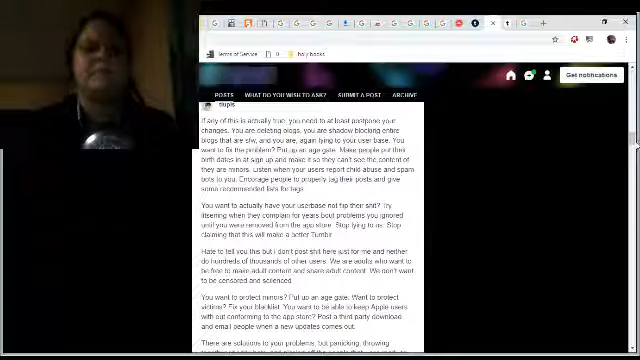 Terms of Service
0
holy books
Get notifications
POSTS WHAT DO YOU WISH TO ASK? SUBMIT A POST ARCHIVE
tlupis
If any of this is actually true, you need to at least postpone your
changes. You are deleting blogs, you are shadow blocking entire
blogs that are sfw, and you are, again lying to your user base. You
want to fix the problem? Put up an age gate. Make people put their
birth dates in at sign up and make it so they can't see the content of
they are minors. Listen when your users report child abuse and spam
bots to you. Encourage people to properly tag their posts and give
some recommended lists for tags
You want to actually have your userbase not flip their shit? Try
litsening when they complain for years bout problems you ignored
until you were removed from the app store. Stop lying to us. Stop
claiming that this will make a better Tumblr
Hate to tell you this but i don't post shit here just for me and neither
do hundreds of thousands of other users. We are adults who want to
be free to make adult content and share adult content. We don't want
to be censored and scilenced
You want to protect minors? Put up an age gate. Want to protect
victims? Fix your blacklist. You want to be able to keep Apple users
with out conforming to the app store? Post a third party download
and email people when a new updates comes out.
There are solutions to your problems, but panicking, throwing